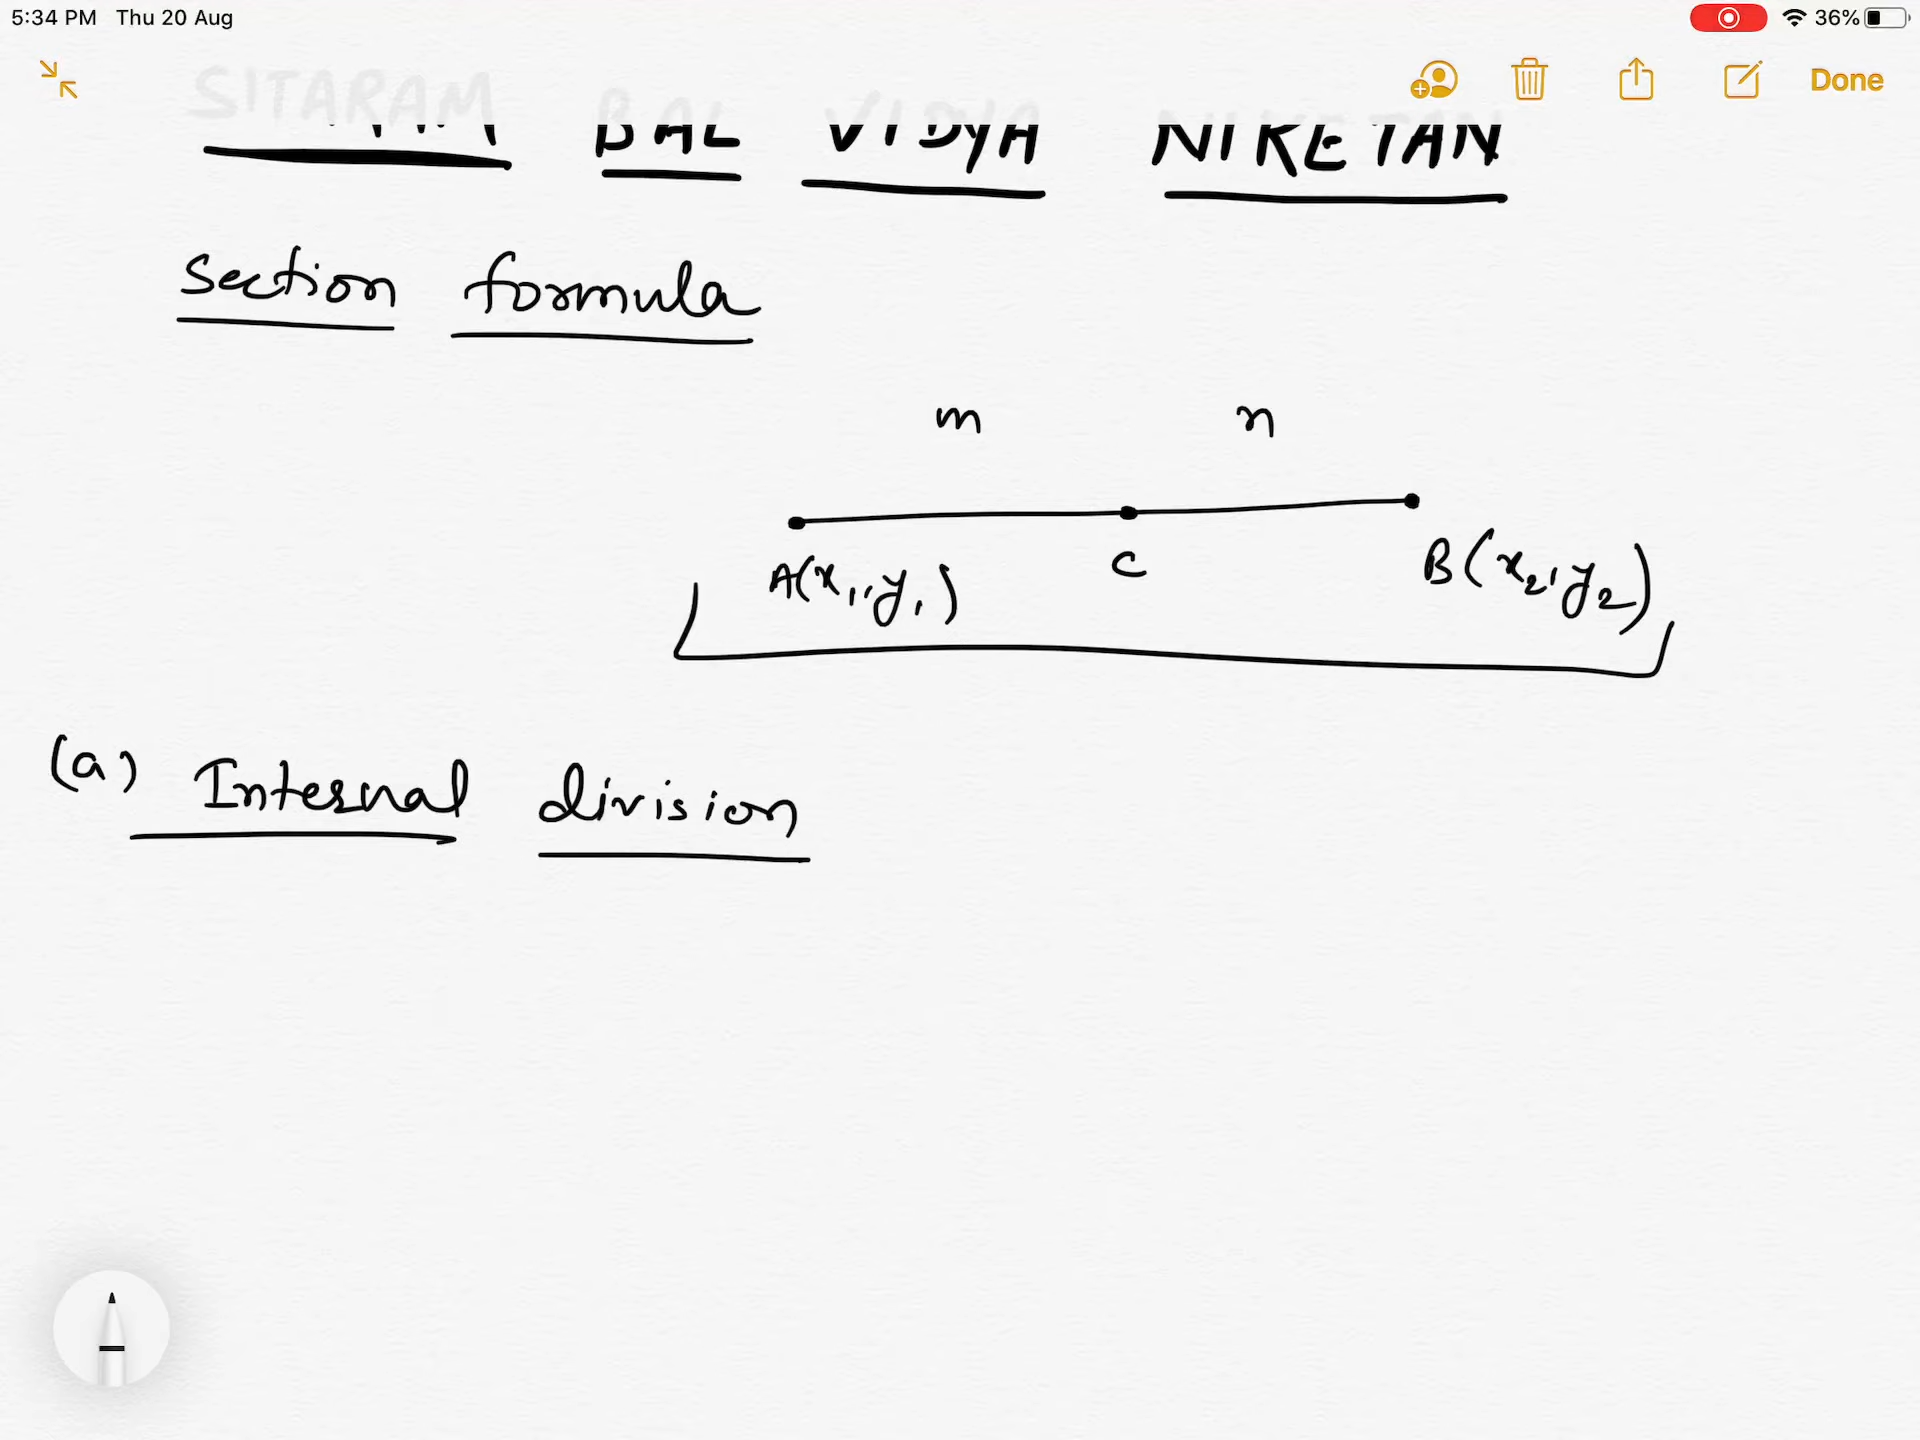 5:34 PM Thu 20 Aug 36%
Done
SITARAM BAL VIDYA NIKETAN
Section formula
m n
A(x₁,y₁) C B(x₂,y₂)
(a) Internal division